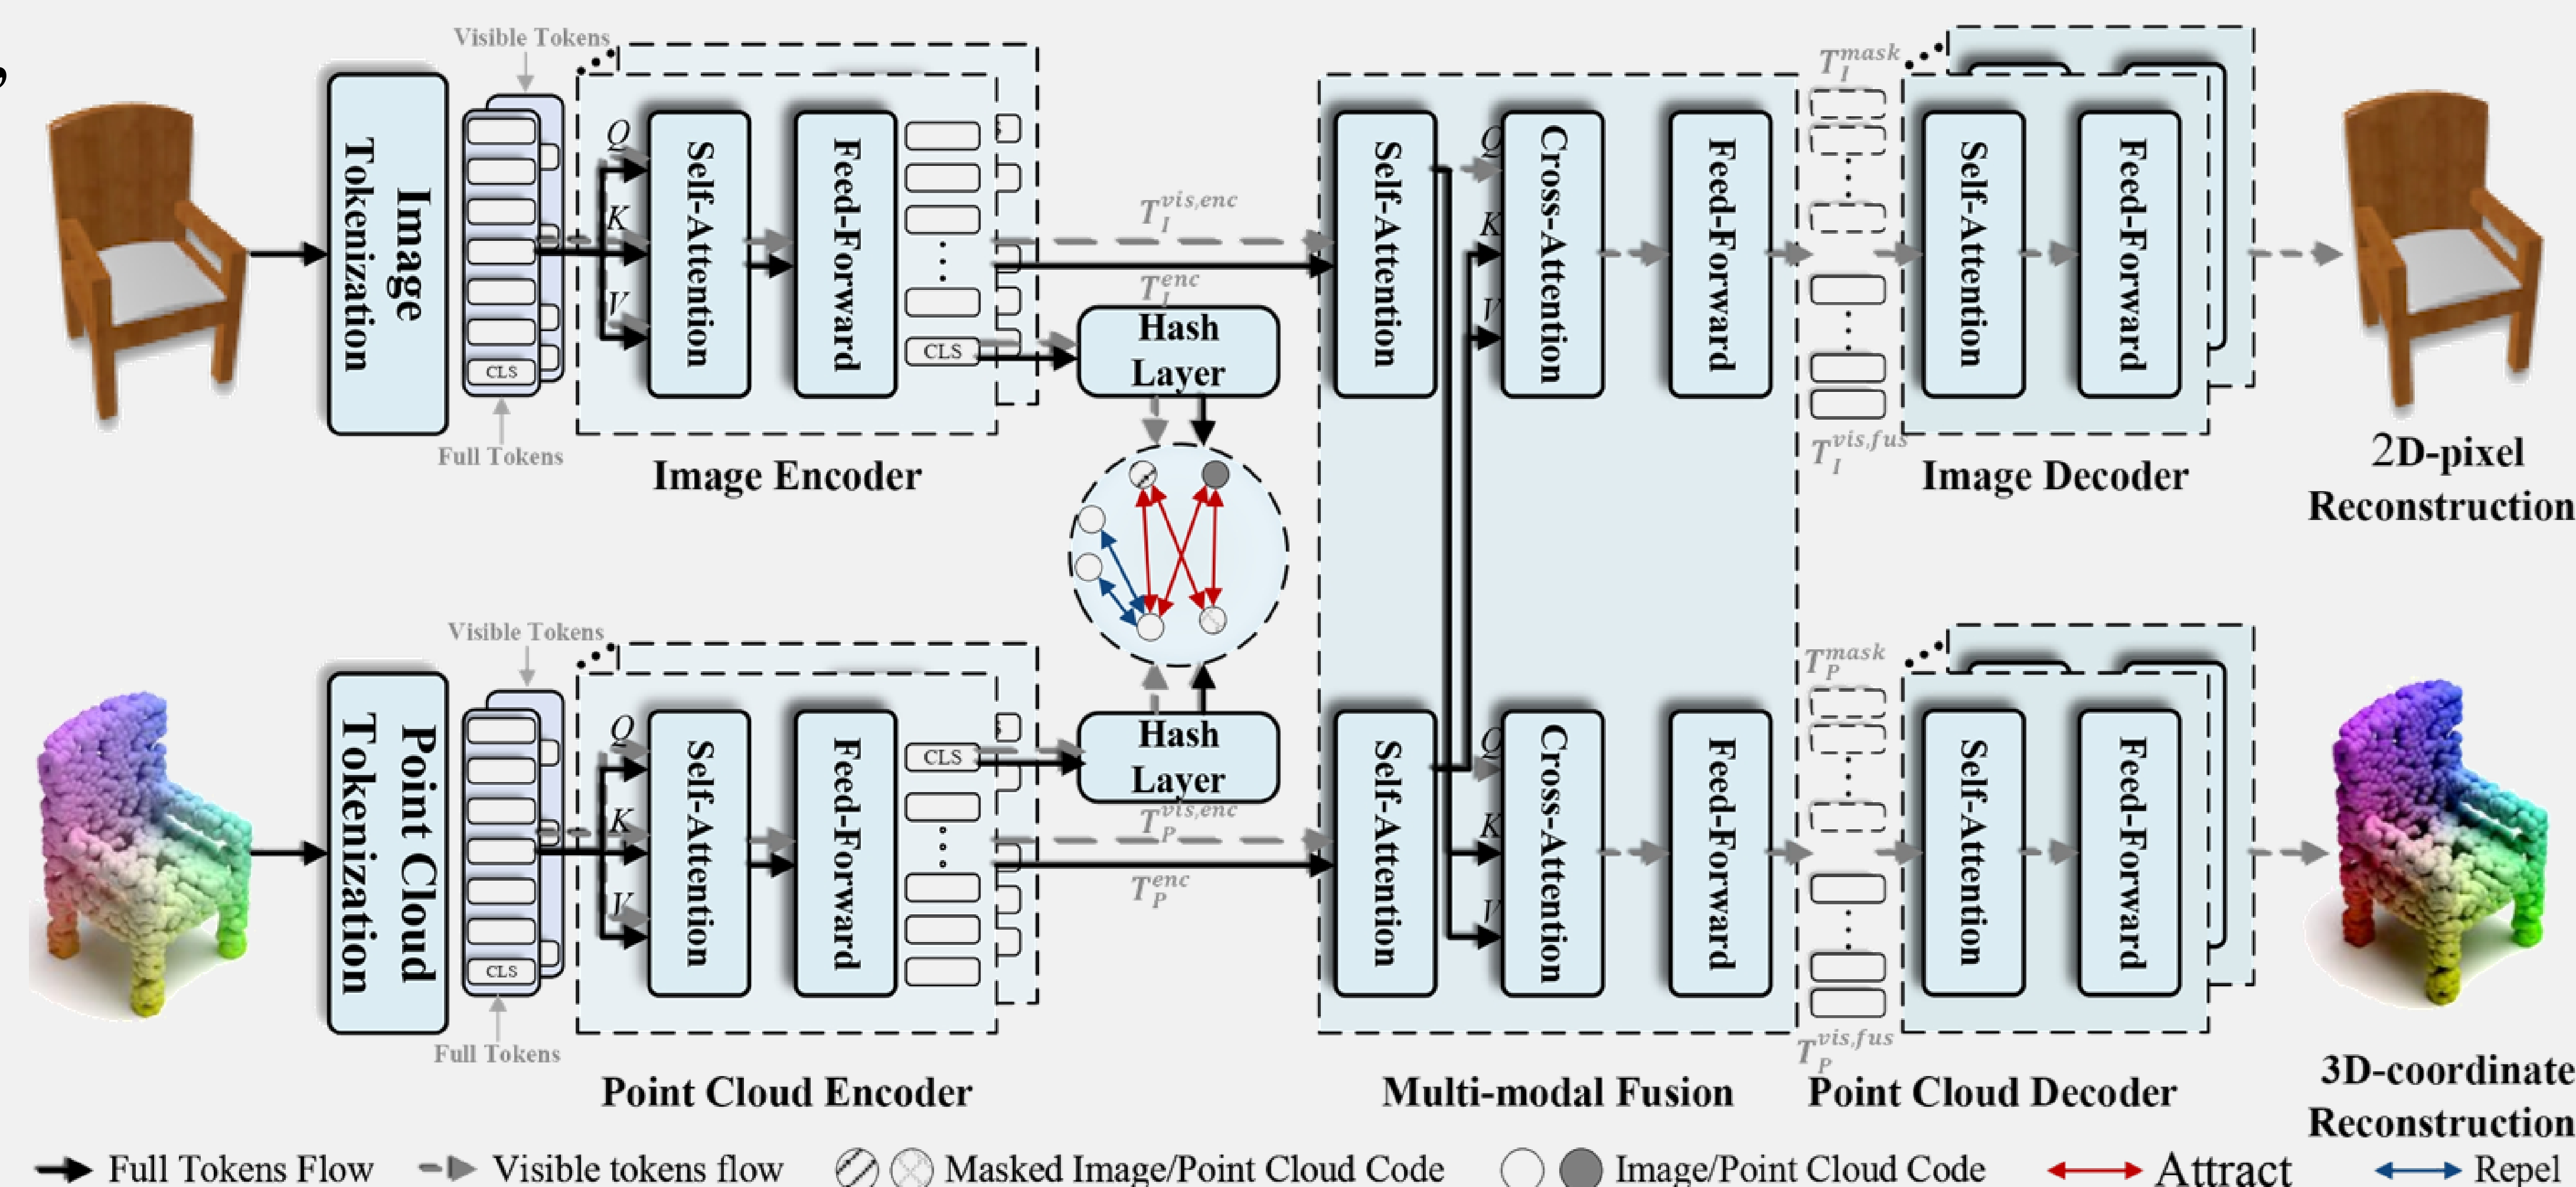 ,
Visible Tokens
Image
Tokenization
CLS
Full Tokens
Q
K
V
Self-Attention
Feed-Forward
CLS
Image Encoder
T_I^{vis,enc}
T_I^{enc}
Hash
Layer
Self-Attention
Q
K
V
Cross-Attention
Feed-Forward
T_I^{mask}
T_I^{vis,fus}
Self-Attention
Feed-Forward
Image Decoder
2D-pixel
Reconstruction
Visible Tokens
Point Cloud
Tokenization
CLS
Full Tokens
Q
K
V
Self-Attention
Feed-Forward
CLS
Point Cloud Encoder
Hash
Layer
T_P^{vis,enc}
T_P^{enc}
Self-Attention
Q
K
V
Cross-Attention
Feed-Forward
Multi-modal Fusion
T_P^{mask}
T_P^{vis,fus}
Self-Attention
Feed-Forward
Point Cloud Decoder
3D-coordinate
Reconstruction
Full Tokens Flow
Visible tokens flow
Masked Image/Point Cloud Code
Image/Point Cloud Code
Attract
Repel